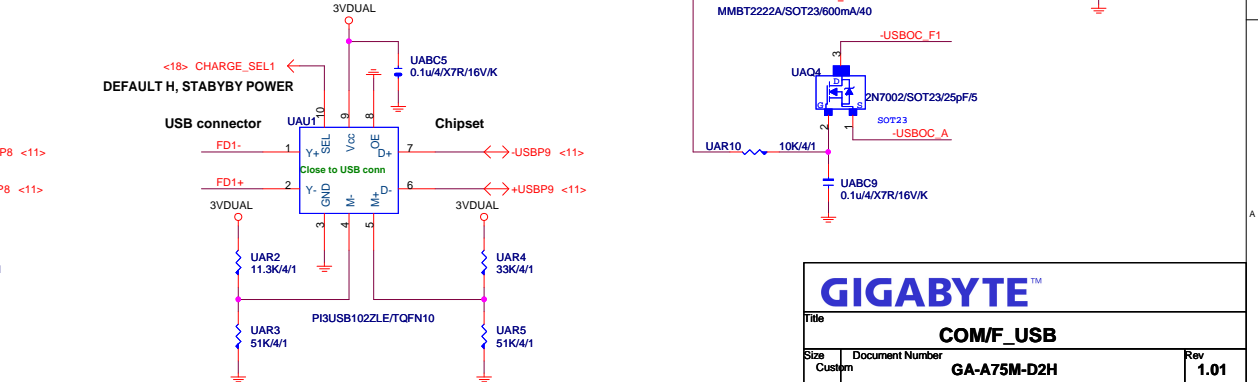 3VDUAL
MMBT2222A/SOT23/600mA/40
<18> CHARGE_SEL1
DEFAULT H, STABYBY POWER
UABC5
0.1u/4/X7R/16V/K
USB connector
UAU1
Chipset
10
9
8
SEL
Vcc
OE
P8 <11>
FD1-
1
Y+
D+
7
-USBP9 <11>
Close to USB conn
P8 <11>
FD1+
2
Y-
D-
6
+USBP9 <11>
GND
M-
M+
3
4
5
3VDUAL
3VDUAL
UAR2
11.3K/4/1
UAR4
33K/4/1
PI3USB102ZLE/TQFN10
UAR3
51K/4/1
UAR5
51K/4/1
-USBOC_F1
3
UAQ4
D
G
S
2N7002/SOT23/25pF/5
SOT23
2
1
-USBOC_A
UAR10
10K/4/1
UABC9
0.1u/4/X7R/16V/K
A
GIGABYTE™
Title
COM/F_USB
Size
Custom
Document Number
GA-A75M-D2H
Rev
1.01